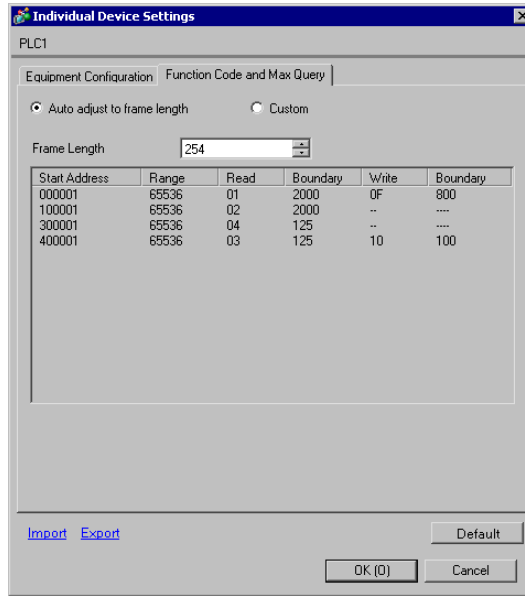 Individual Device Settings
PLC1
Equipment Configuration Function Code and Max Query
Auto adjust to frame length Custom
Frame Length 254
Start Address Range Read Boundary Write Boundary
000001 65536 01 2000 0F 800
100001 65536 02 2000 -- ----
300001 65536 04 125 -- ----
400001 65536 03 125 10 100
Import Export Default
OK (O) Cancel